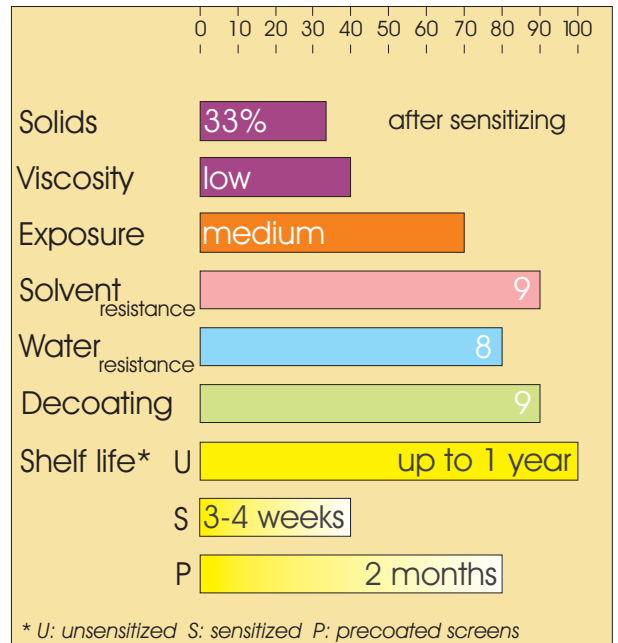 0 10 20 30 40 50 60 70 80 90 100
Solids 33% after sensitizing
Viscosity low
Exposure medium
Solvent resistance 9
Water resistance 8
Decoating 9
Shelf life* U up to 1 year
S 3-4 weeks
P 2 months
* U: unsensitized S: sensitized P: precoated screens